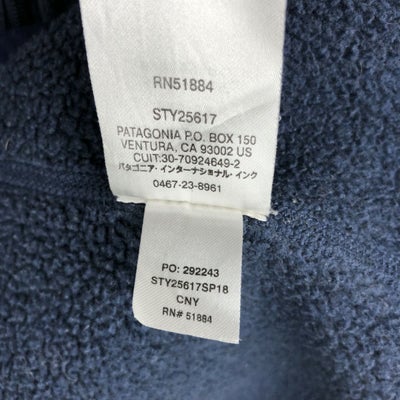 RN51884
STY25617
PATAGONIA P.O. BOX 150
VENTURA, CA 93002 US
CUIT:30-70924649-2
パタゴニア・インターナショナル・インク
0467-23-8961
PO: 292243
STY25617SP18
CNY
RN# 51884